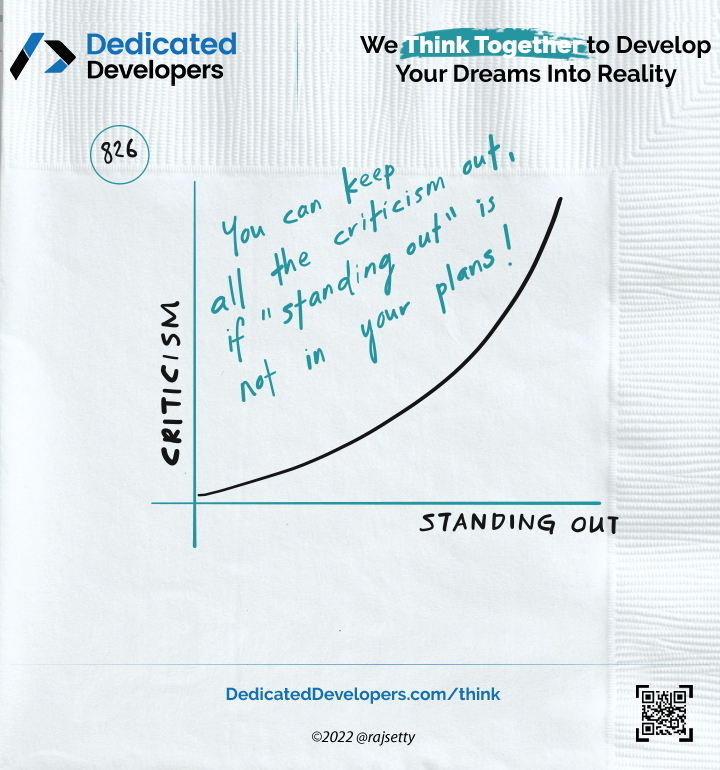 Dedicated
Developers
We Think Together to Develop
Your Dreams Into Reality
826
You can keep
all the criticism out,
if "standing out" is
not in your plans!
CRITICISM
STANDING OUT
DedicatedDevelopers.com/think
©2022 @rajsetty